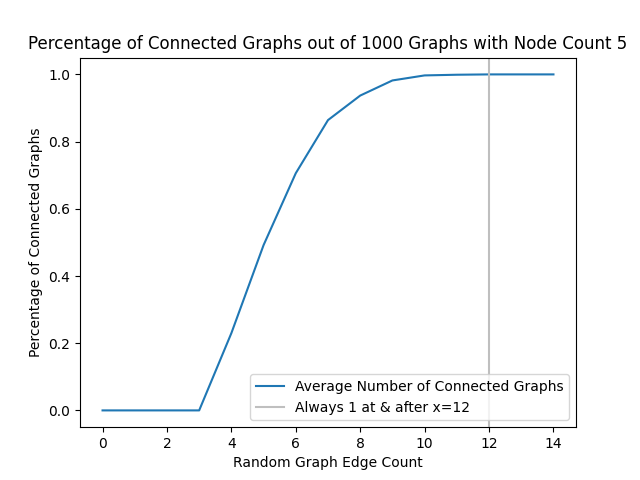 Percentage of Connected Graphs out of 1000 Graphs with Node Count 5
Percentage of Connected Graphs
1.0
0.8
0.6
0.4
0.2
0.0
Average Number of Connected Graphs
Always 1 at & after x=12
0 2 4 6 8 10 12 14
Random Graph Edge Count